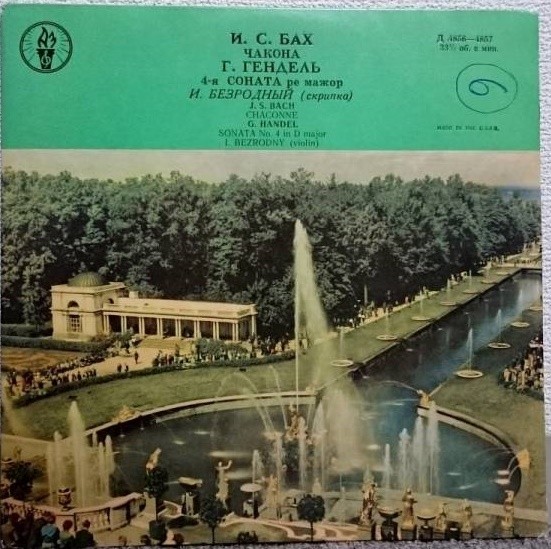 И. С. БАХ
ЧАКОНА
Г. ГЕНДЕЛЬ
4-я СОНАТА ре мажор
И. БЕЗРОДНЫЙ (скрипка)
J. S. BACH
CHACONNE
G. HANDEL
SONATA No. 4 in D major
I. BEZRODNY (violin)
Д 4856—4857
33⅓ об. в мин.
6
MADE IN THE U.S.S.R.